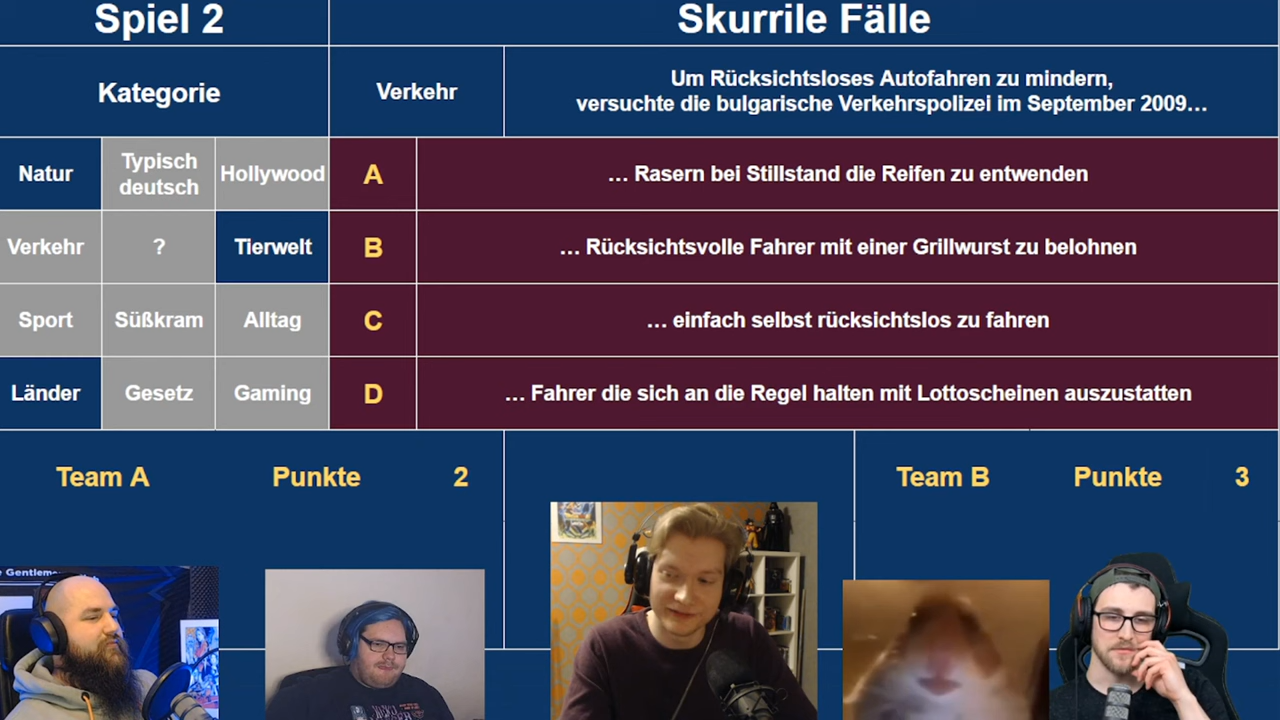 Spiel 2
Skurrile Fälle
Kategorie
Verkehr
Um Rücksichtsloses Autofahren zu mindern,
versuchte die bulgarische Verkehrspolizei im September 2009…
Natur
Typisch
deutsch
Hollywood
A
… Rasern bei Stillstand die Reifen zu entwenden
Verkehr
?
Tierwelt
B
… Rücksichtsvolle Fahrer mit einer Grillwurst zu belohnen
Sport
Süßkram
Alltag
C
… einfach selbst rücksichtslos zu fahren
Länder
Gesetz
Gaming
D
… Fahrer die sich an die Regel halten mit Lottoscheinen auszustatten
Team A
Punkte
2
Team B
Punkte
3